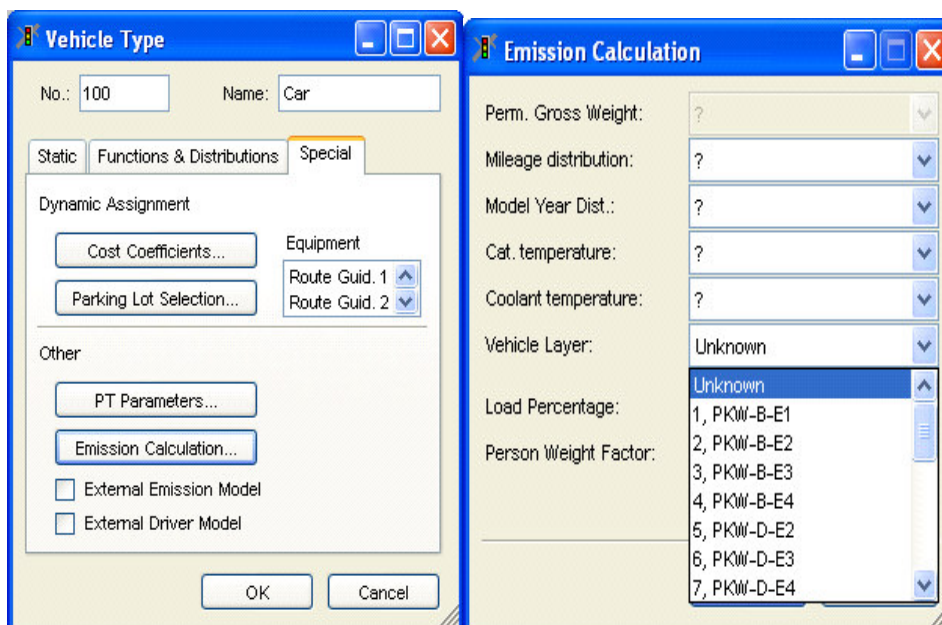 Vehicle Type
No.: 100 Name: Car
Static Functions & Distributions Special
Dynamic Assignment
Cost Coefficients...
Equipment
Parking Lot Selection...
Route Guid. 1
Route Guid. 2
Other
PT Parameters...
Emission Calculation...
External Emission Model
External Driver Model
OK Cancel
Emission Calculation
Perm. Gross Weight: ?
Mileage distribution: ?
Model Year Dist.: ?
Cat. temperature: ?
Coolant temperature: ?
Vehicle Layer: Unknown
Load Percentage:
Person Weight Factor:
Unknown
1, PKW-B-E1
2, PKW-B-E2
3, PKW-B-E3
4, PKW-B-E4
5, PKW-D-E2
6, PKW-D-E3
7, PKW-D-E4